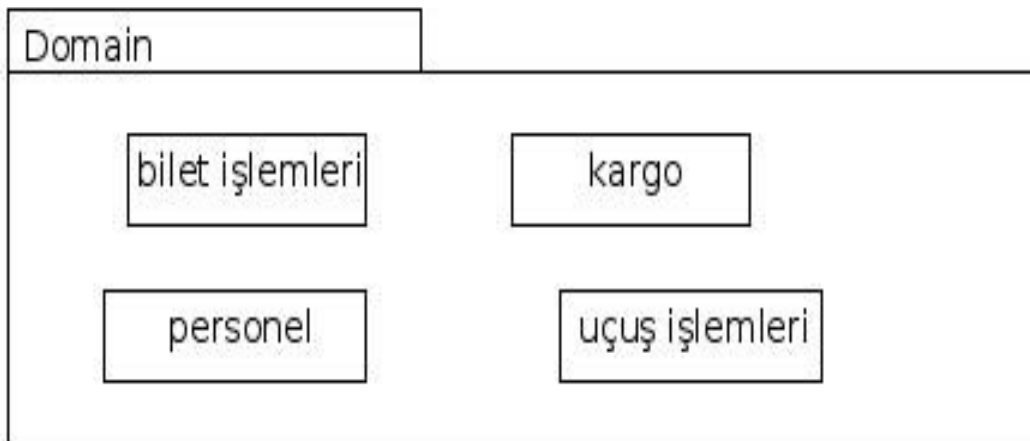 Domain
bilet işlemleri
kargo
personel
uçuş işlemleri